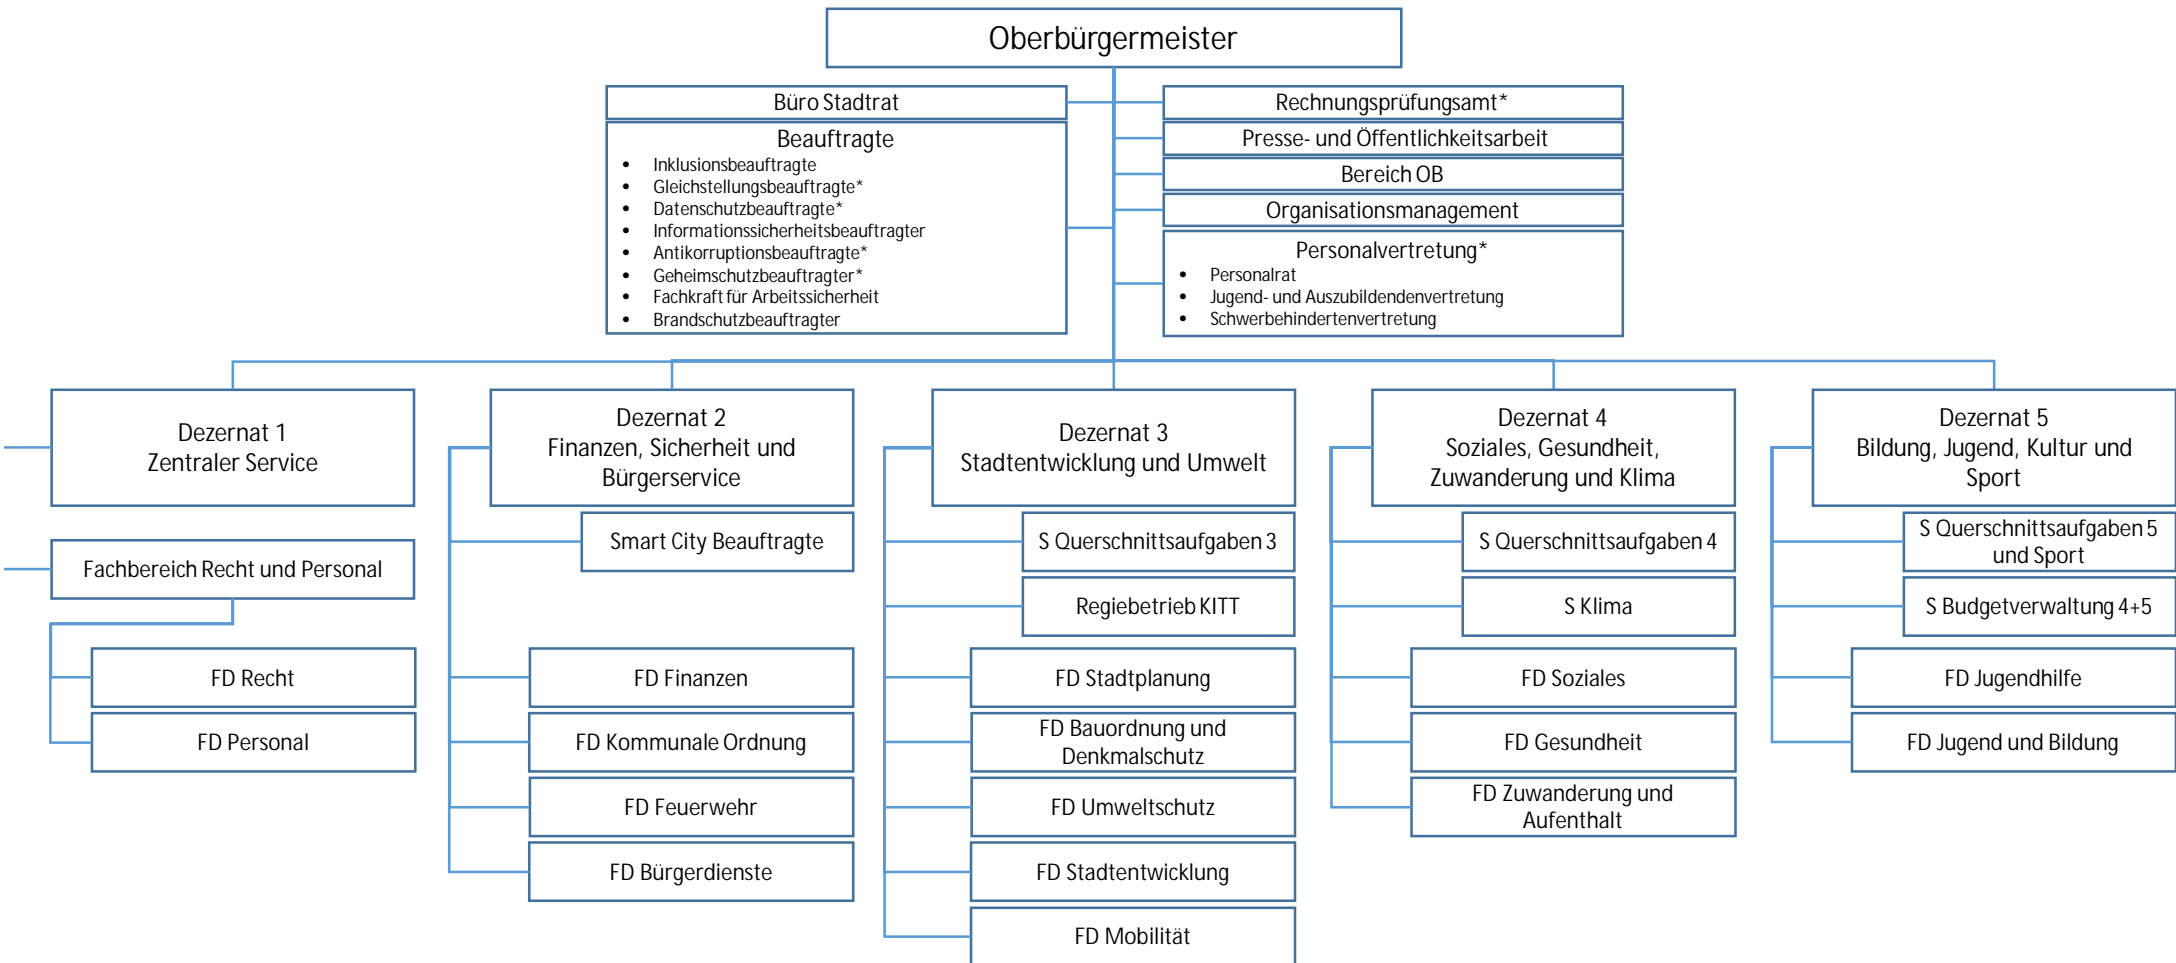 Oberbürgermeister
Büro Stadtrat
Beauftragte
• Inklusionsbeauftragte
• Gleichstellungsbeauftragte*
• Datenschutzbeauftragte*
• Informationssicherheitsbeauftragter
• Antikorruptionsbeauftragte*
• Geheimschutzbeauftragter*
• Fachkraft für Arbeitssicherheit
• Brandschutzbeauftragter
Rechnungsprüfungsamt*
Presse- und Öffentlichkeitsarbeit
Bereich OB
Organisationsmanagement
Personalvertretung*
• Personalrat
• Jugend- und Auszubildendenvertretung
• Schwerbehindertenvertretung
Dezernat 1
Zentraler Service
Fachbereich Recht und Personal
FD Recht
FD Personal
Dezernat 2
Finanzen, Sicherheit und
Bürgerservice
Smart City Beauftragte
FD Finanzen
FD Kommunale Ordnung
FD Feuerwehr
FD Bürgerdienste
Dezernat 3
Stadtentwicklung und Umwelt
S Querschnittsaufgaben 3
Regiebetrieb KITT
FD Stadtplanung
FD Bauordnung und
Denkmalschutz
FD Umweltschutz
FD Stadtentwicklung
FD Mobilität
Dezernat 4
Soziales, Gesundheit,
Zuwanderung und Klima
S Querschnittsaufgaben 4
S Klima
FD Soziales
FD Gesundheit
FD Zuwanderung und
Aufenthalt
Dezernat 5
Bildung, Jugend, Kultur und
Sport
S Querschnittsaufgaben 5
und Sport
S Budgetverwaltung 4+5
FD Jugendhilfe
FD Jugend und Bildung